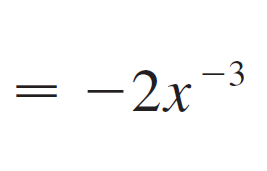 = −2x⁻³